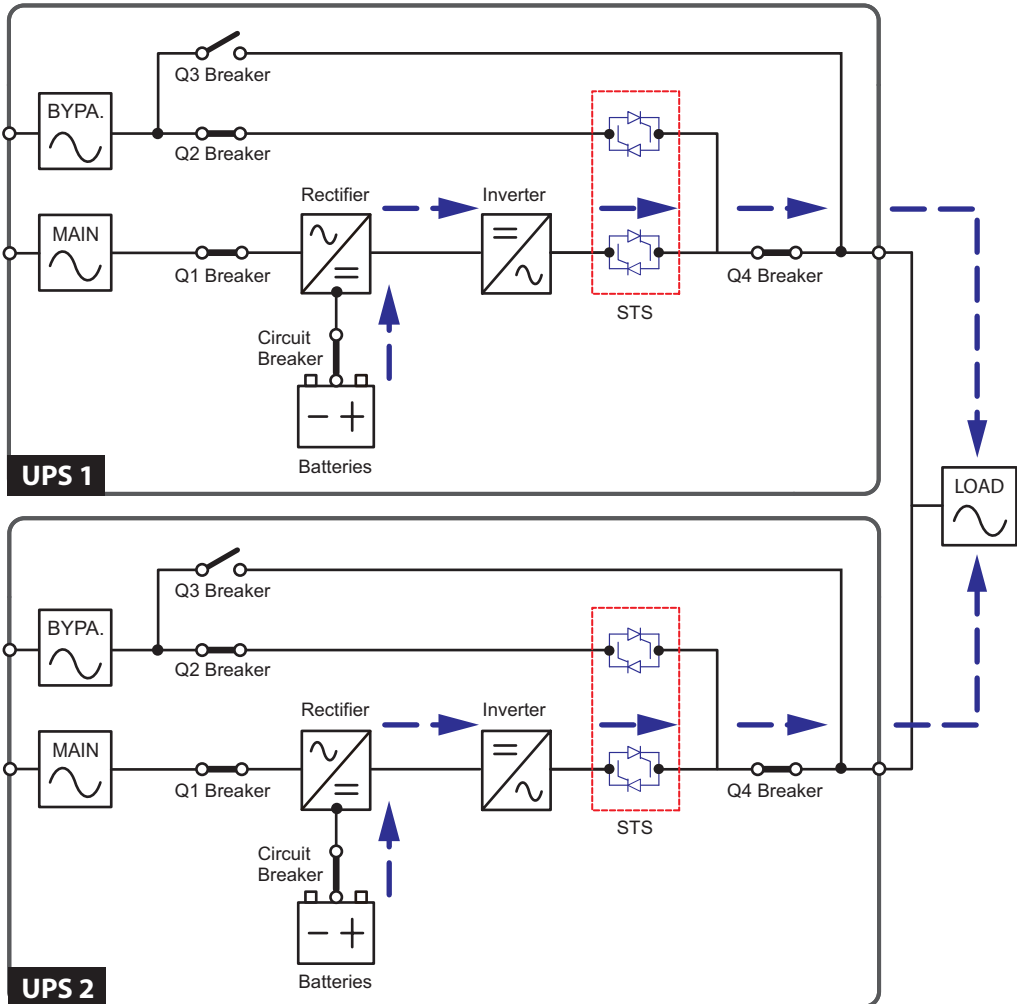 Q3 Breaker
BYPA.
Q2 Breaker
Rectifier
Inverter
MAIN
Q1 Breaker
Q4 Breaker
STS
Circuit
Breaker
− +
Batteries
UPS 1
LOAD
Q3 Breaker
BYPA.
Q2 Breaker
Rectifier
Inverter
MAIN
Q1 Breaker
Q4 Breaker
STS
Circuit
Breaker
− +
Batteries
UPS 2